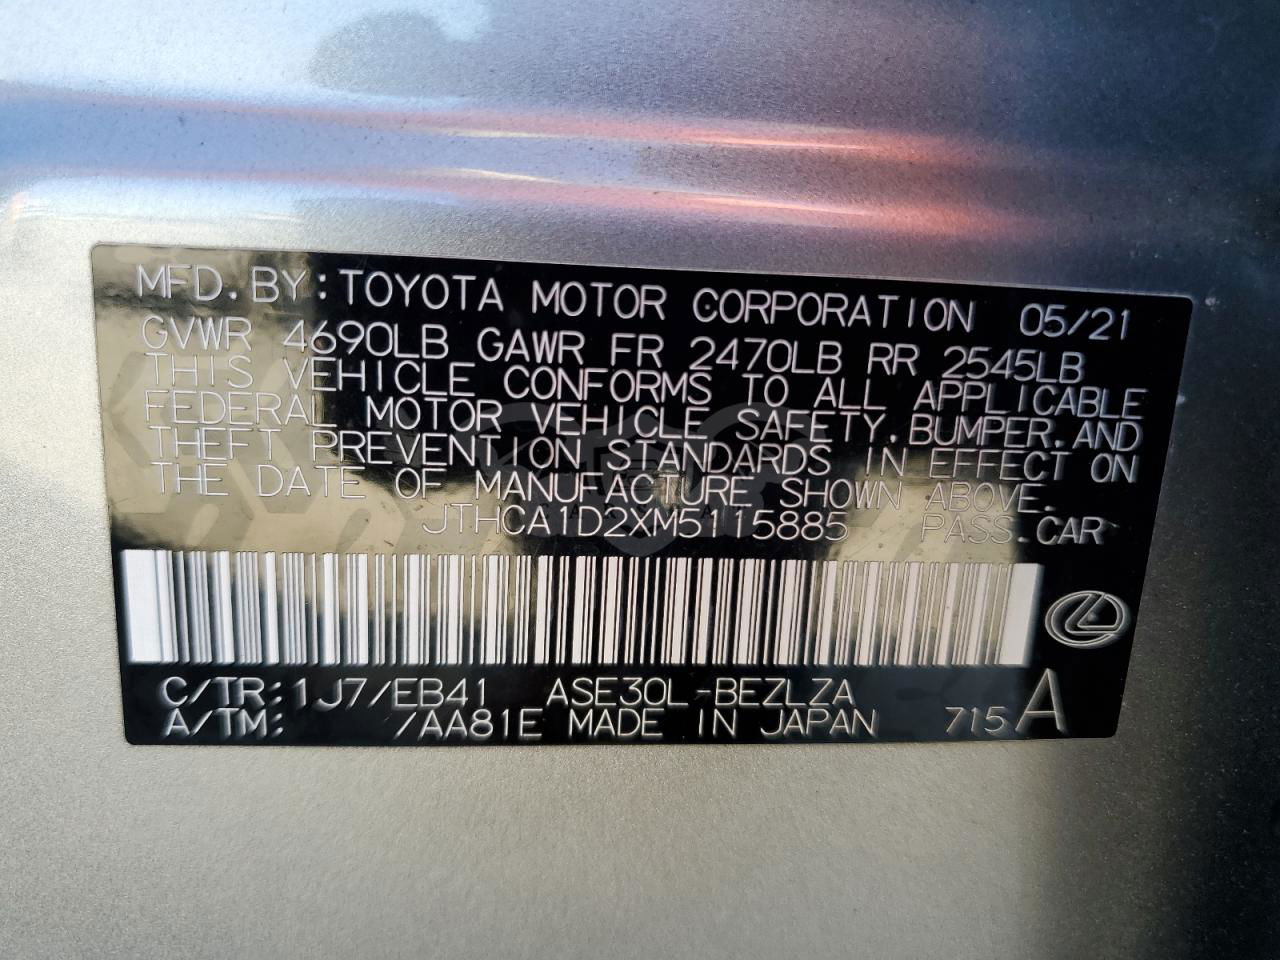 MFD. BY: TOYOTA MOTOR CORPORATION 05/21
GVWR 4690LB GAWR FR 2470LB RR 2545LB
THIS VEHICLE CONFORMS TO ALL APPLICABLE
FEDERAL MOTOR VEHICLE SAFETY, BUMPER, AND
THEFT PREVENTION STANDARDS IN EFFECT ON
THE DATE OF MANUFACTURE SHOWN ABOVE.
JTHCA1D2XM5115885 PASS. CAR
C/TR: 1J7/EB41 ASE30L-BEZLZA
A/TM: /AA81E MADE IN JAPAN 715 A